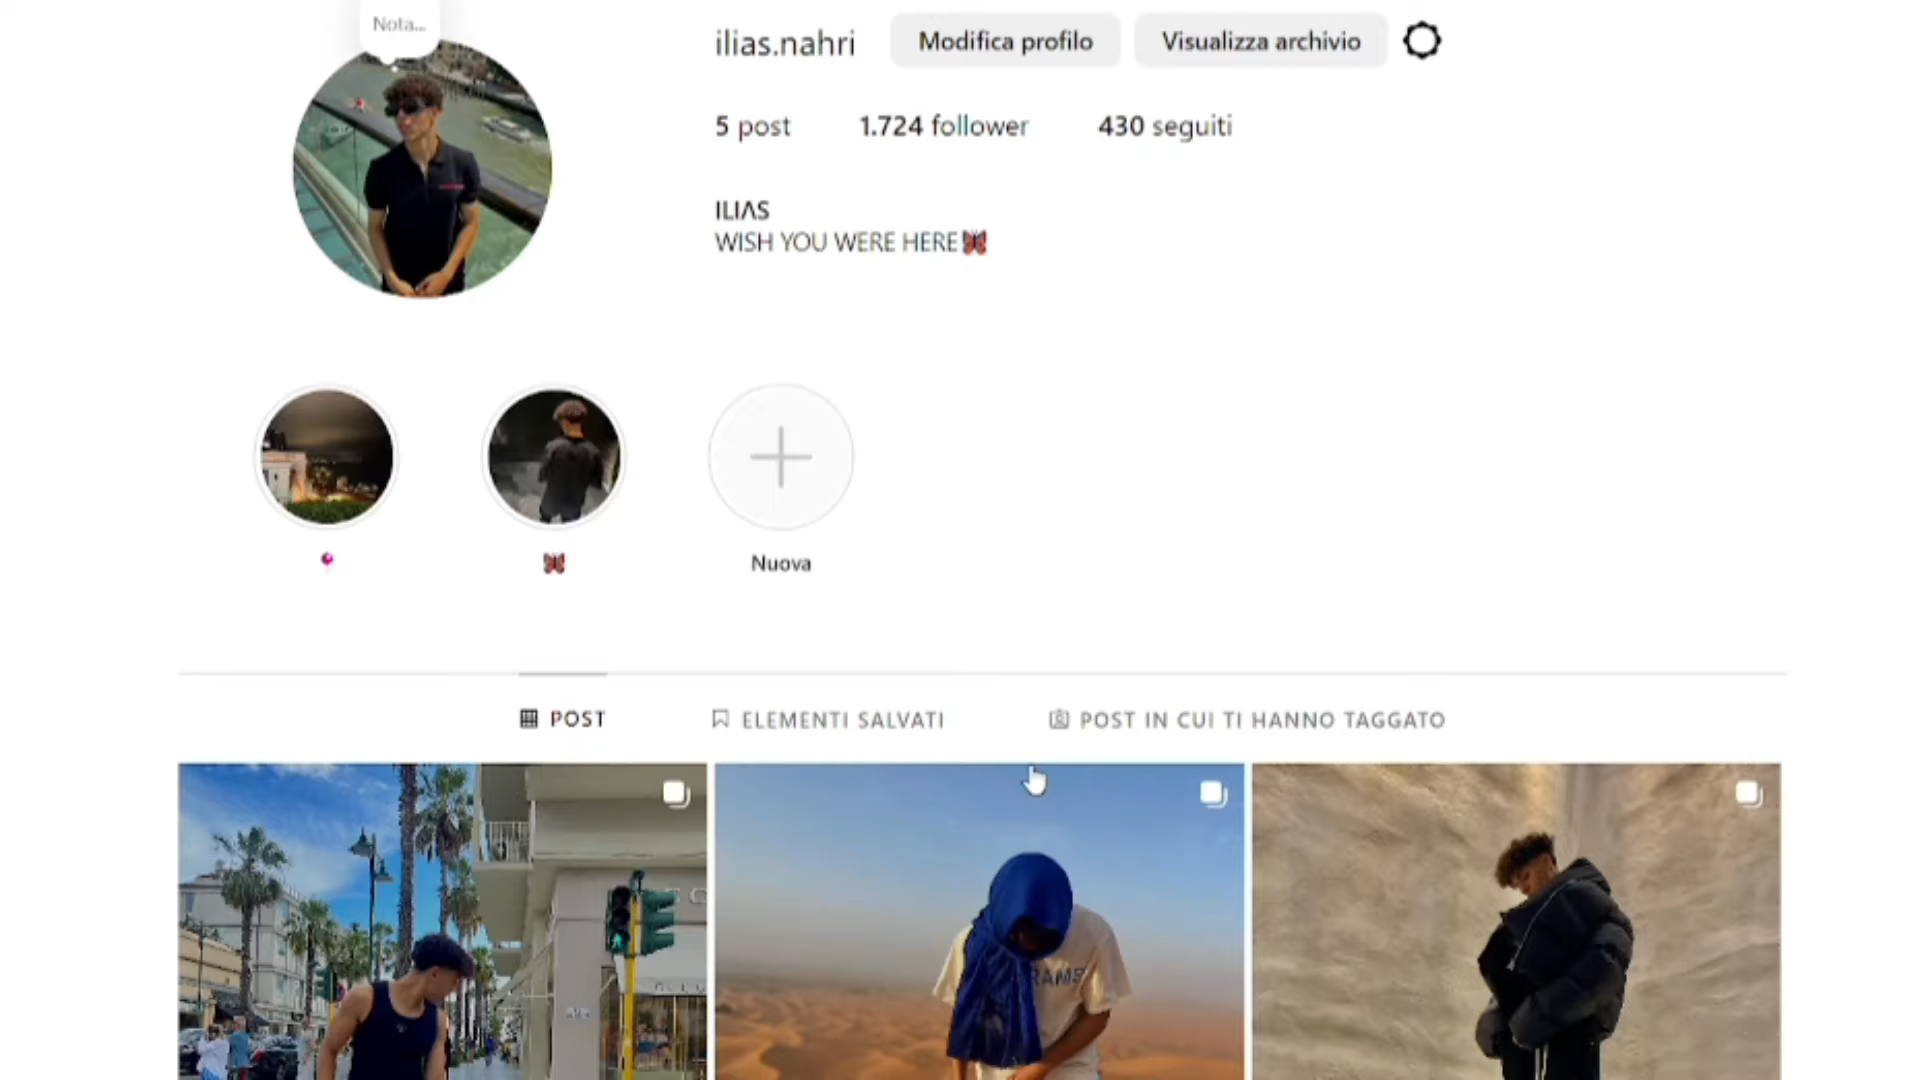 Nota...
ilias.nahri
Modifica profilo
Visualizza archivio
5 post
1.724 follower
430 seguiti
ILIΛS
WISH YOU WERE HERE
Nuova
POST
ELEMENTI SALVATI
POST IN CUI TI HANNO TAGGATO